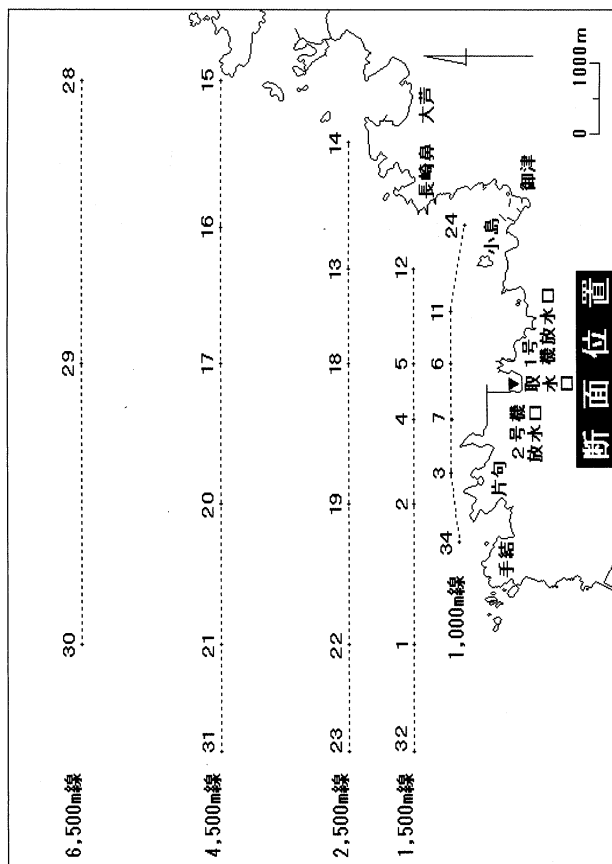 6,500m線 30 29 28
4,500m線 31 21 20 17 16 15
2,500m線 23 22 19 18 13 14
1,500m線 32 1 2 4 5 12
1,000m線 34 3 7 6 11 24
長崎鼻
大芦
手結
片句
2号機
放水口
取水口
1号
機放水口
小島
御津
0 1000m
断面位置